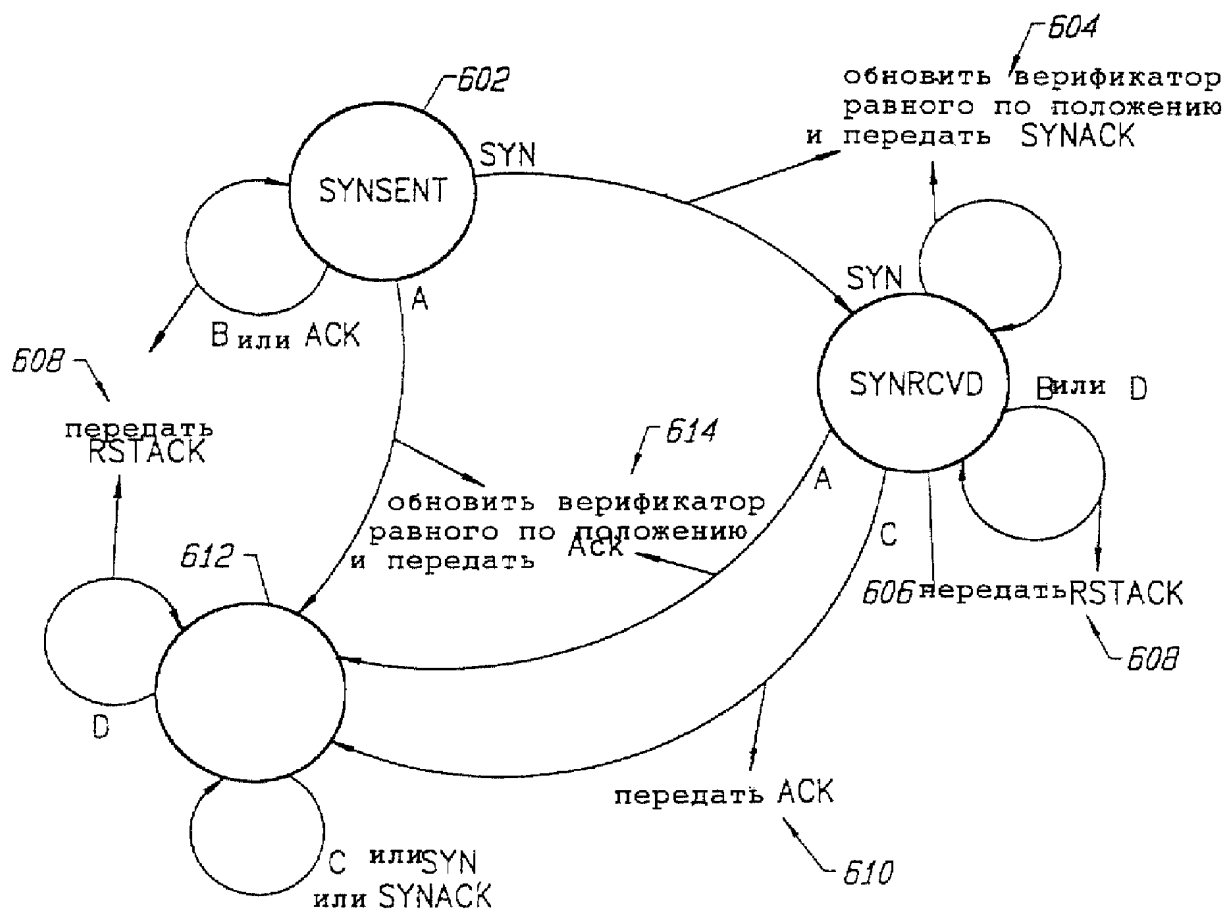 604
обновить верификатор
равного по положению
и передать SYNACK
602
SYN
SYNSENT
SYN
A
B или ACK
608
передать
RSTACK
SYNRCVD
B или D
614
A
обновить верификатор
равного по положению
и передать Ack
C
612
606 передать RSTACK
608
D
передать ACK
C или SYN
или SYNACK
610